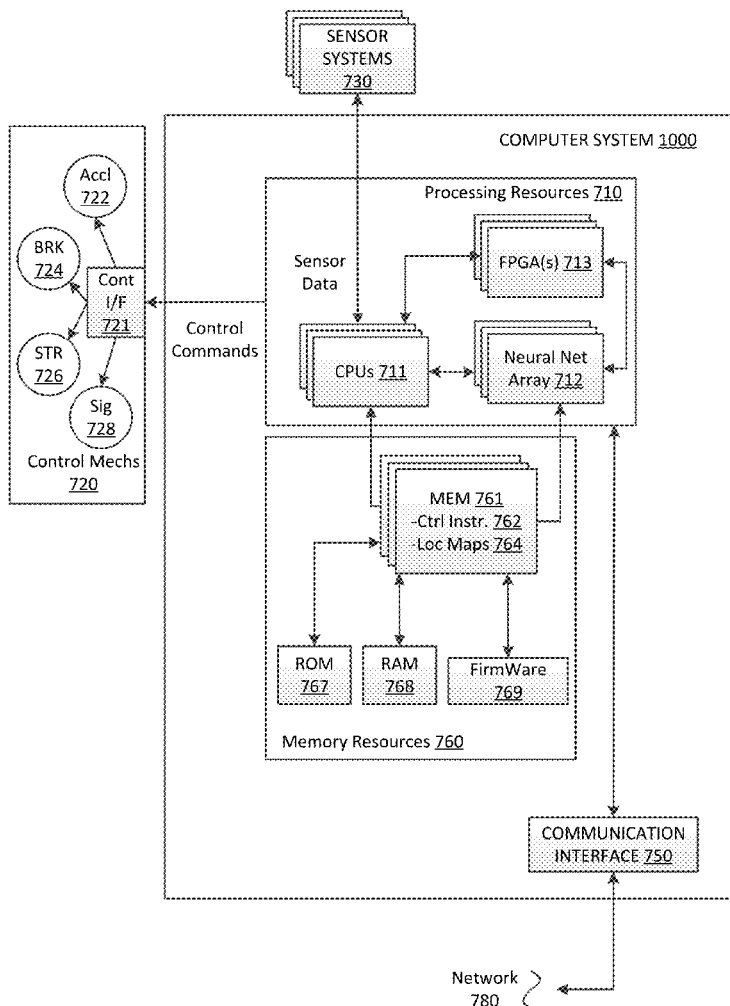 SENSOR
SYSTEMS
730
COMPUTER SYSTEM 1000
Processing Resources 710
Accl
722
BRK
724
Cont
I/F
721
STR
726
Sig
728
Control Mechs
720
Control
Commands
Sensor
Data
FPGA(s) 713
CPUs 711
Neural Net
Array 712
MEM 761
-Ctrl Instr. 762
-Loc Maps 764
ROM
767
RAM
768
FirmWare
769
Memory Resources 760
COMMUNICATION
INTERFACE 750
Network
780